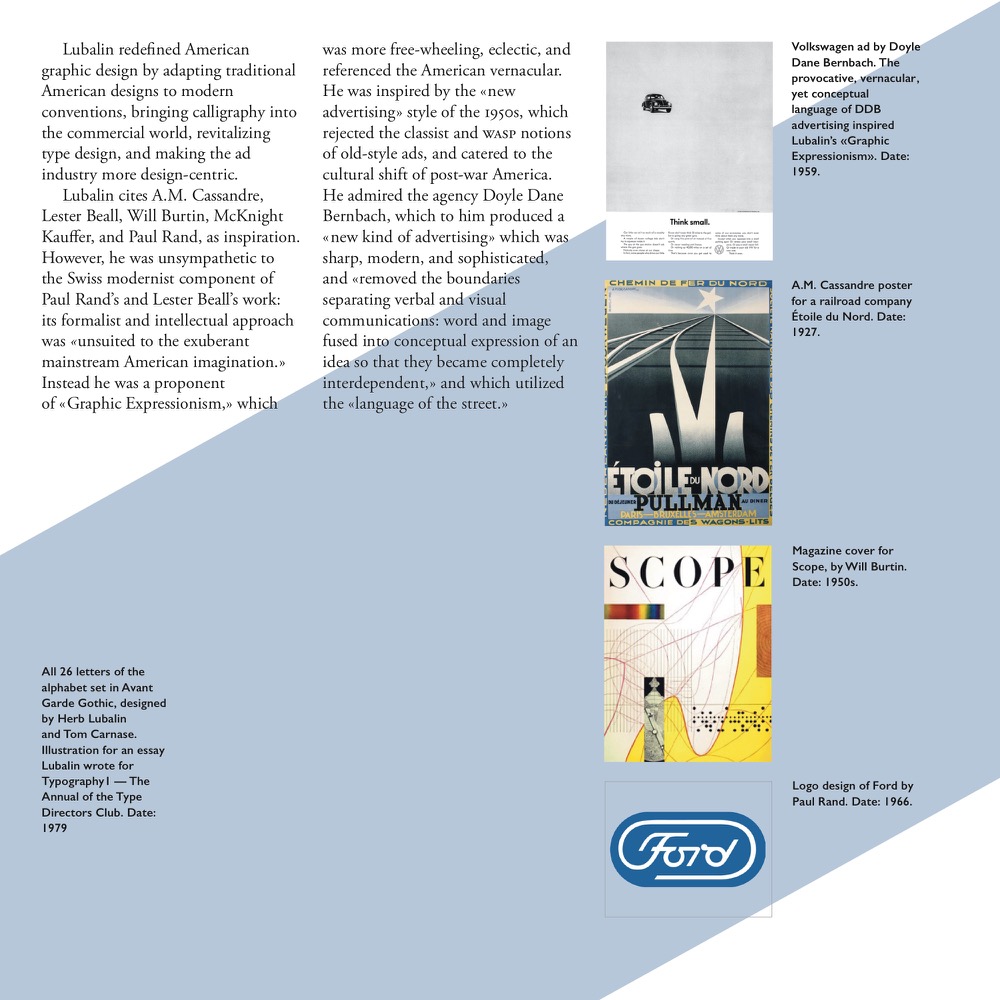 Lubalin redefined American
graphic design by adapting traditional
American designs to modern
conventions, bringing calligraphy into
the commercial world, revitalizing
type design, and making the ad
industry more design-centric.
Lubalin cites A.M. Cassandre,
Lester Beall, Will Burtin, McKnight
Kauffer, and Paul Rand, as inspiration.
However, he was unsympathetic to
the Swiss modernist component of
Paul Rand’s and Lester Beall’s work:
its formalist and intellectual approach
was «unsuited to the exuberant
mainstream American imagination.»
Instead he was a proponent
of «Graphic Expressionism,» which
was more free-wheeling, eclectic, and
referenced the American vernacular.
He was inspired by the «new
advertising» style of the 1950s, which
rejected the classist and WASP notions
of old-style ads, and catered to the
cultural shift of post-war America.
He admired the agency Doyle Dane
Bernbach, which to him produced a
«new kind of advertising» which was
sharp, modern, and sophisticated,
and «removed the boundaries
separating verbal and visual
communications: word and image
fused into conceptual expression of an
idea so that they became completely
interdependent,» and which utilized
the «language of the street.»
Think small.
Volkswagen ad by Doyle
Dane Bernbach. The
provocative, vernacular,
yet conceptual
language of DDB
advertising inspired
Lubalin’s «Graphic
Expressionism». Date:
1959.
CHEMIN DE FER DU NORD
ÉTOILE DU NORD
DU DÉJEUNER PULLMAN AU DINER
PARIS—BRUXELLES—AMSTERDAM
COMPAGNIE DES WAGONS-LITS
A.M. Cassandre poster
for a railroad company
Étoile du Nord. Date:
1927.
SCOPE
Magazine cover for
Scope, by Will Burtin.
Date: 1950s.
Ford
Logo design of Ford by
Paul Rand. Date: 1966.
All 26 letters of the
alphabet set in Avant
Garde Gothic, designed
by Herb Lubalin
and Tom Carnase.
Illustration for an essay
Lubalin wrote for
Typography1 — The
Annual of the Type
Directors Club. Date:
1979